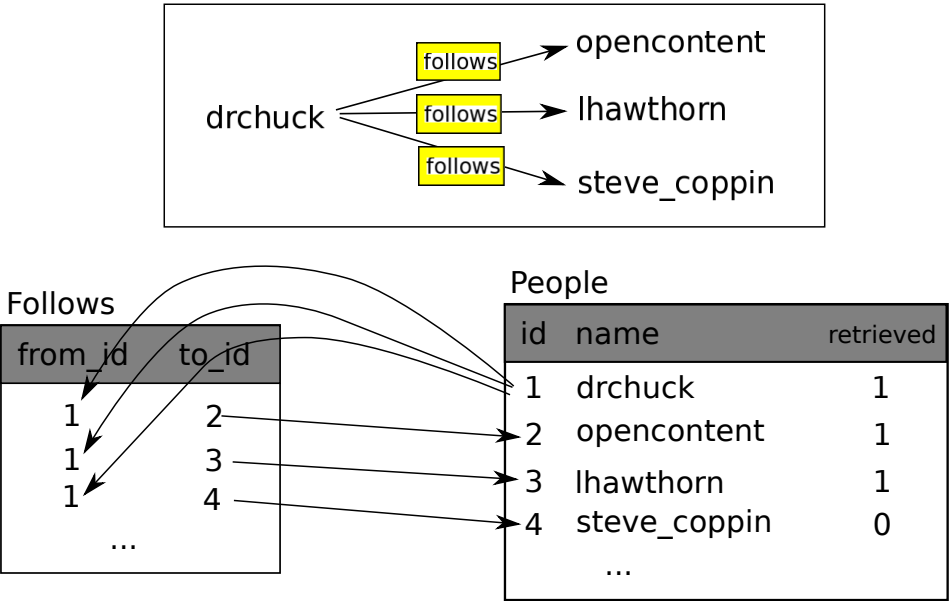 follows opencontent
drchuck follows lhawthorn
follows steve_coppin
Follows
from_id to_id
1 2
1 3
1 4
...
People
id name retrieved
1 drchuck 1
2 opencontent 1
3 lhawthorn 1
4 steve_coppin 0
...